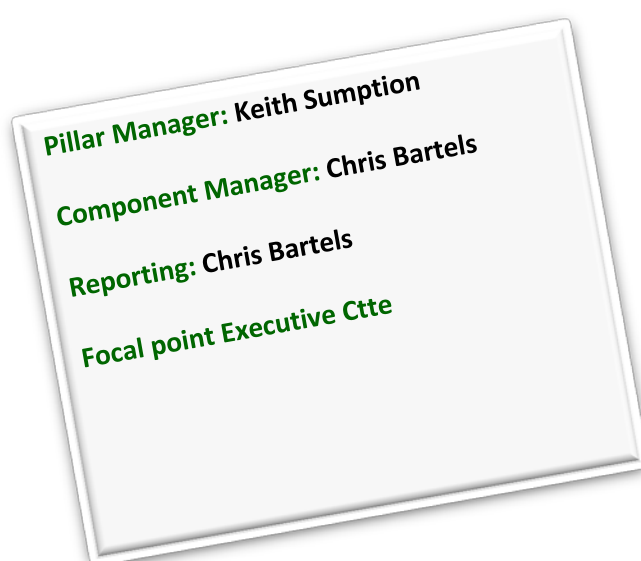 Pillar Manager: Keith Sumption
Component Manager: Chris Bartels
Reporting: Chris Bartels
Focal point Executive Ctte